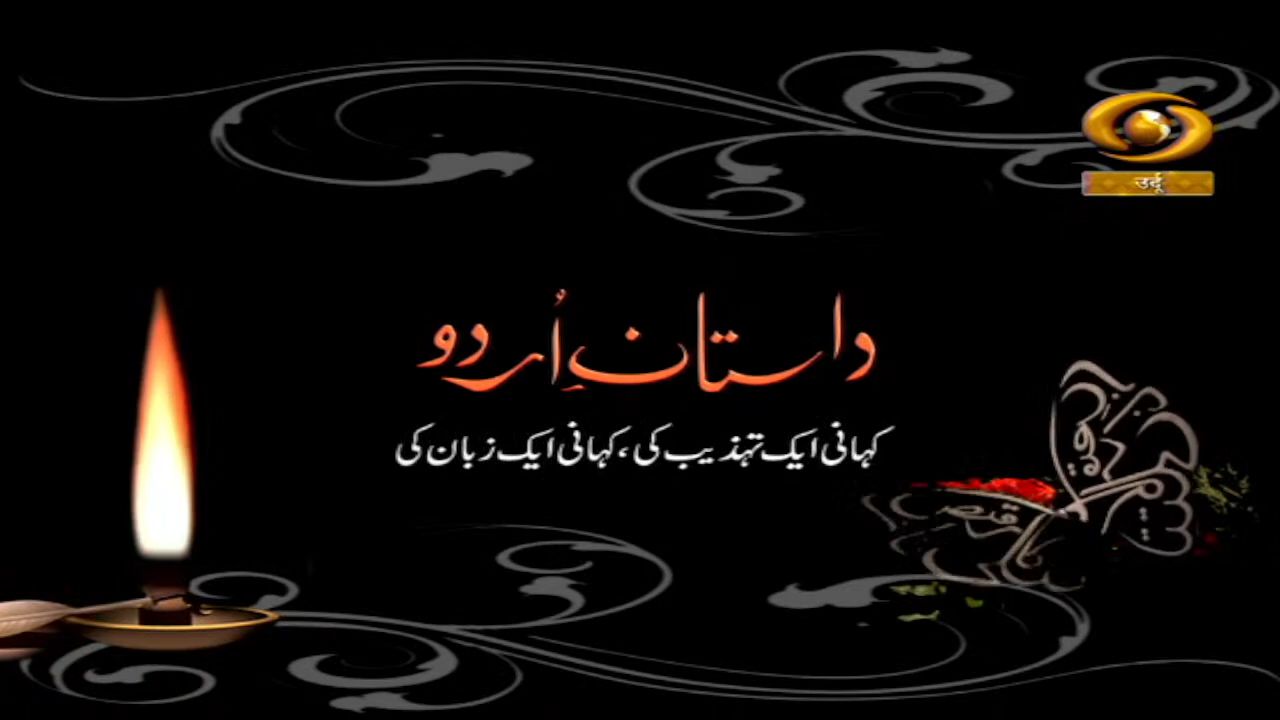 उर्दू
داستانِ اُردو
کہانی ایک تہذیب کی، کہانی ایک زبان کی